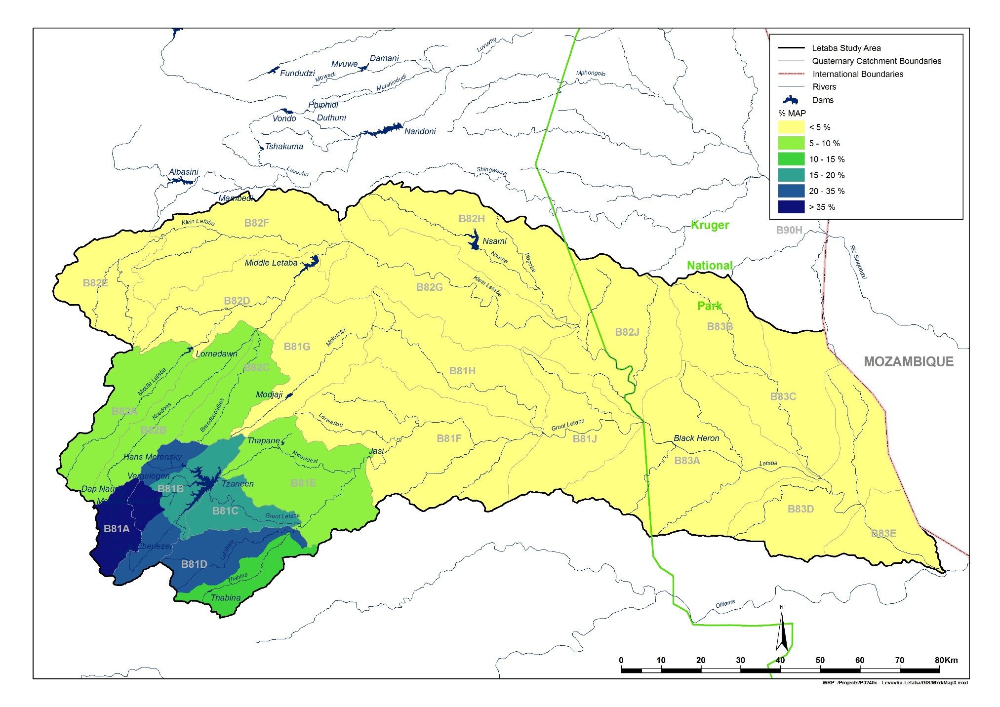 Letaba Study Area
Quaternary Catchment Boundaries
International Boundaries
Rivers
Dams
% MAP
< 5 %
5 - 10 %
10 - 15 %
15 - 20 %
20 - 35 %
> 35 %
Luvuvhu
Damani
Mvuwe
Fundudzi
Mbwedi
Mutshindudi
Mphongolo
Phiphidi
Vondo
Duthuni
Nandoni
Tshakuma
Luvuvhu
Albasini
Shingwedzi
Mambedi
Klein Letaba
B82F
B82H
Kruger
B90H
Nsami
Nsama
Magobe
Rio Singuedzi
Middle Letaba
National
B82E
B82G
Klein Letaba
B82D
Park
B83B
B82J
Molototsi
B81G
Lornadawn
MOZAMBIQUE
B82C
B81H
Middle Letaba
Modjaji
B83C
B82A
Koedoes
Brandboontjies
Lerwatlou
Groot Letaba
B82B
Thapane
B81F
B81J
Black Heron
Hans Merensky
Nwandezi
Jasi
B83A
Letaba
Vergelegen
Tzaneen
B81E
B81B
B81C
Groot Letaba
B83D
B81A
B83E
Ebenezer
Letsitele
B81D
Thabina
Thabina
Olifants
N
0 10 20 30 40 50 60 70 80Km
WRP: /Projects/P0240c - Levuvhu-Letaba/GIS/Mxd/Map3.mxd